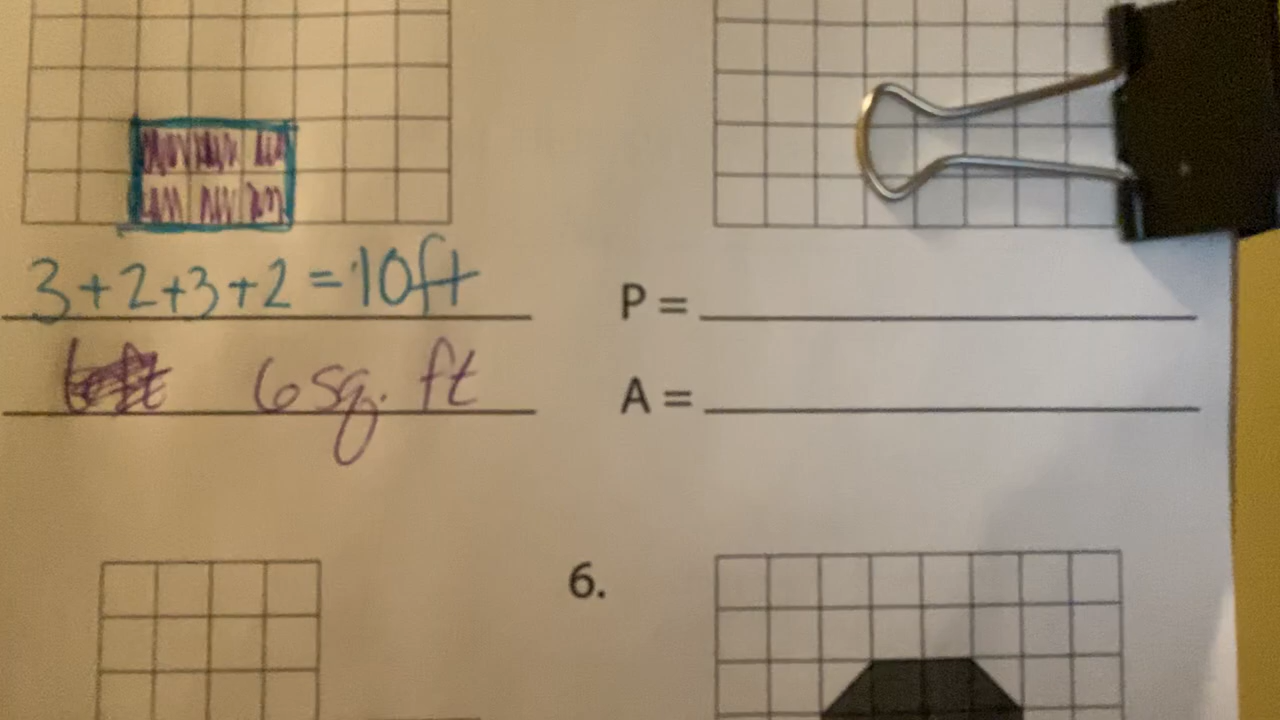 3+2+3+2=10ft
6 sq. ft
P =
A =
6.